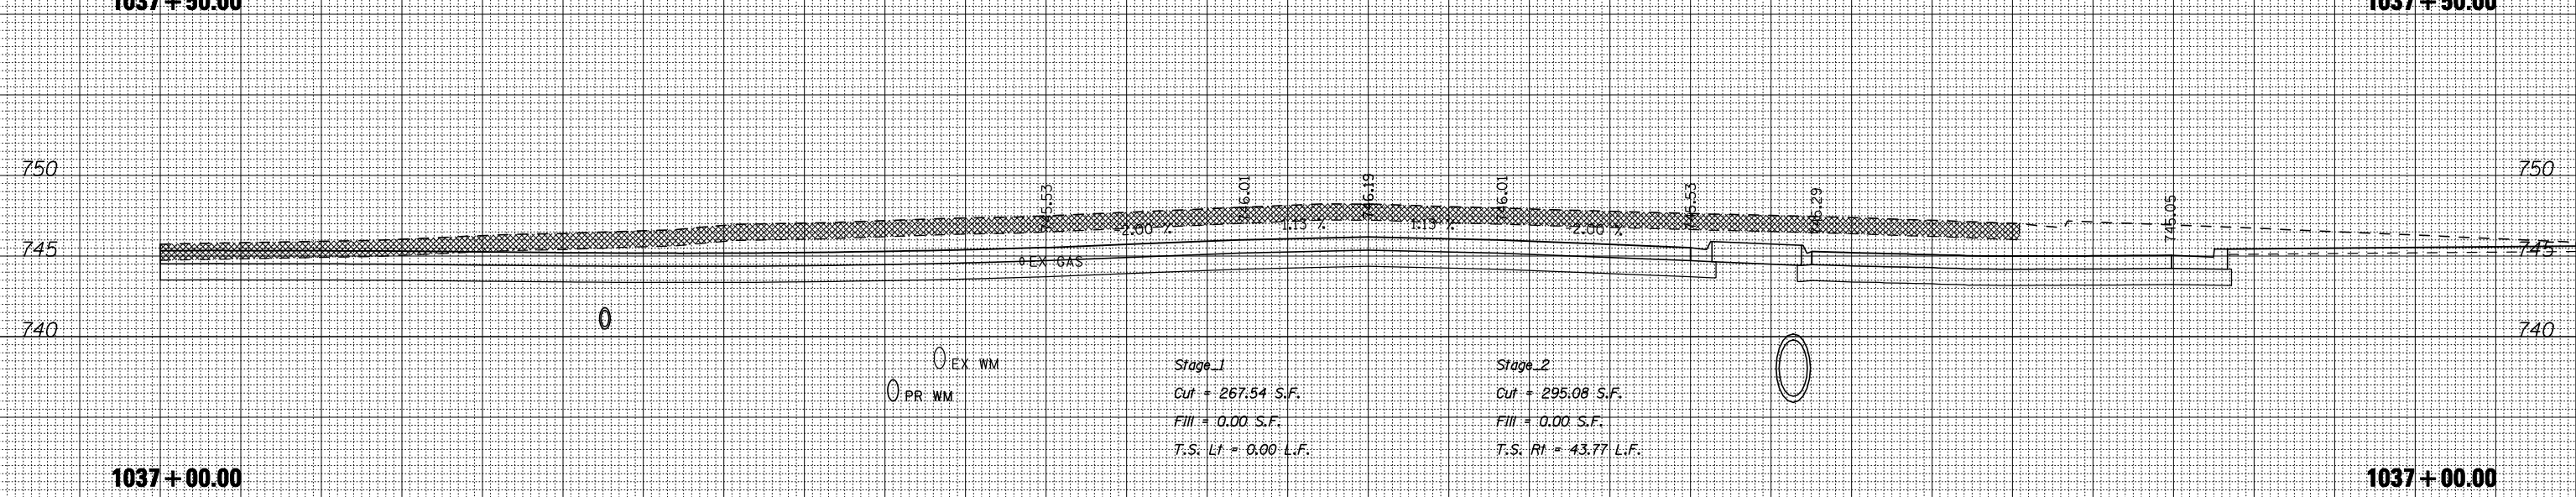 1037+50.00 1037+50.00
750 750
745.53 746.01 746.19 746.01 745.53 745.29 745.05
-2.00 % 1.13 % 1.13 % -2.00 %
745 745
EX GAS
740 740
EX WM
PR WM
Stage_1
Cut = 267.54 S.F.
Fill = 0.00 S.F.
T.S. Lt = 0.00 L.F.
Stage_2
Cut = 295.08 S.F.
Fill = 0.00 S.F.
T.S. Rt = 43.77 L.F.
1037+00.00 1037+00.00